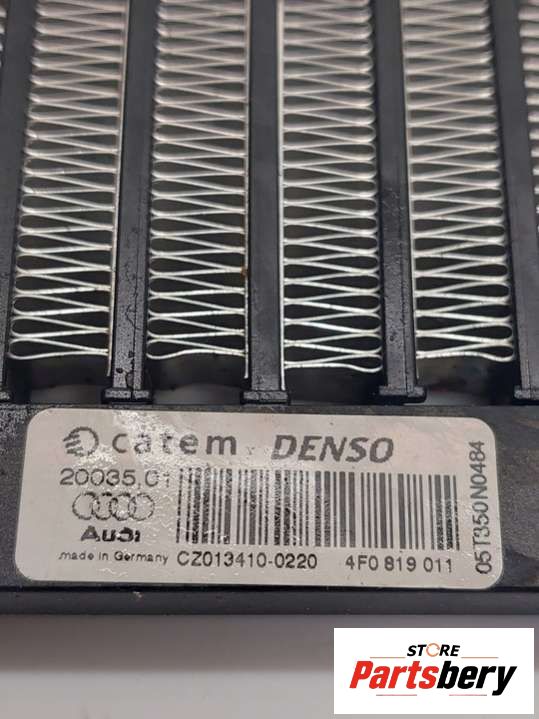 catem DENSO
20035.01
Audi
made in Germany CZ013410-0220 4F0 819 011
05T350N0484
STORE
Partsbery